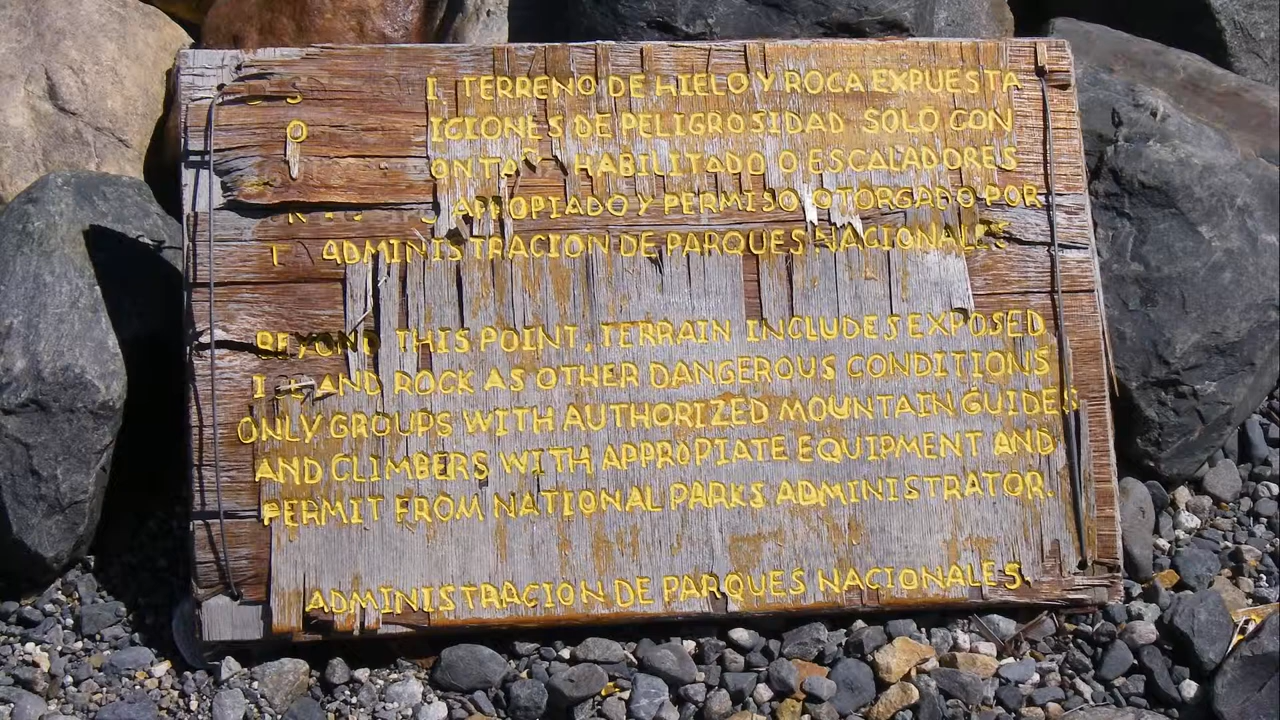 TERRENO DE HIELO Y ROCA EXPUESTA
ICIONES DE PELIGROSIDAD SOLO CON
HABILITADO O ESCALADORES
APROPIADO Y PERMISO OTORGADO POR
ADMINISTRACION DE PARQUES NACIONALES
BEYOND THIS POINT, TERRAIN INCLUDES EXPOSED
ICE AND ROCK AS OTHER DANGEROUS CONDITIONS
ONLY GROUPS WITH AUTHORIZED MOUNTAIN GUIDES
AND CLIMBERS WITH APPROPIATE EQUIPMENT AND
PERMIT FROM NATIONAL PARKS ADMINISTRATOR.
ADMINISTRACION DE PARQUES NACIONALES.